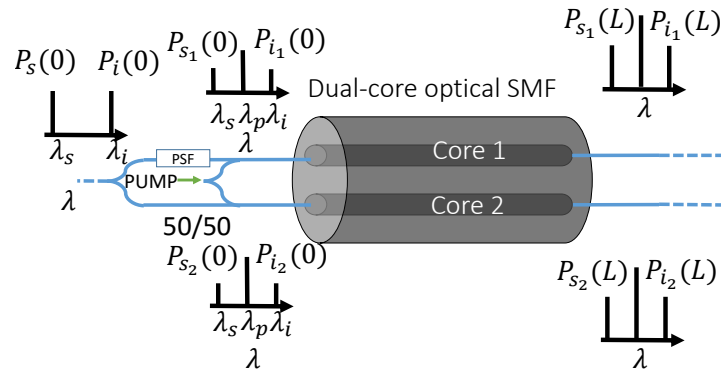 P_s(0) P_i(0)
λ_s λ_i
λ
P_{s_1}(0) P_{i_1}(0)
λ_s λ_p λ_i
λ
PSF
PUMP
50/50
P_{s_2}(0) P_{i_2}(0)
λ_s λ_p λ_i
λ
Dual-core optical SMF
Core 1
Core 2
P_{s_1}(L) P_{i_1}(L)
λ
P_{s_2}(L) P_{i_2}(L)
λ